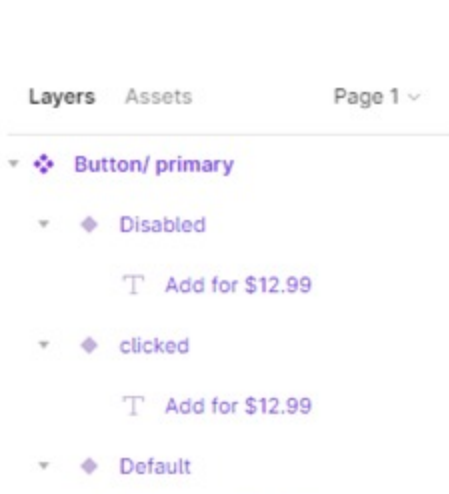 Layers Assets Page 1
Button/ primary
Disabled
Add for $12.99
clicked
Add for $12.99
Default